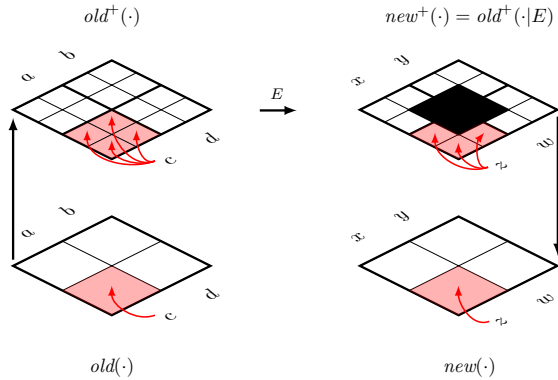 old⁺(·)
new⁺(·) = old⁺(·|E)
a
b
c
d
E
x
y
z
w
a
b
c
d
x
y
z
w
old(·)
new(·)